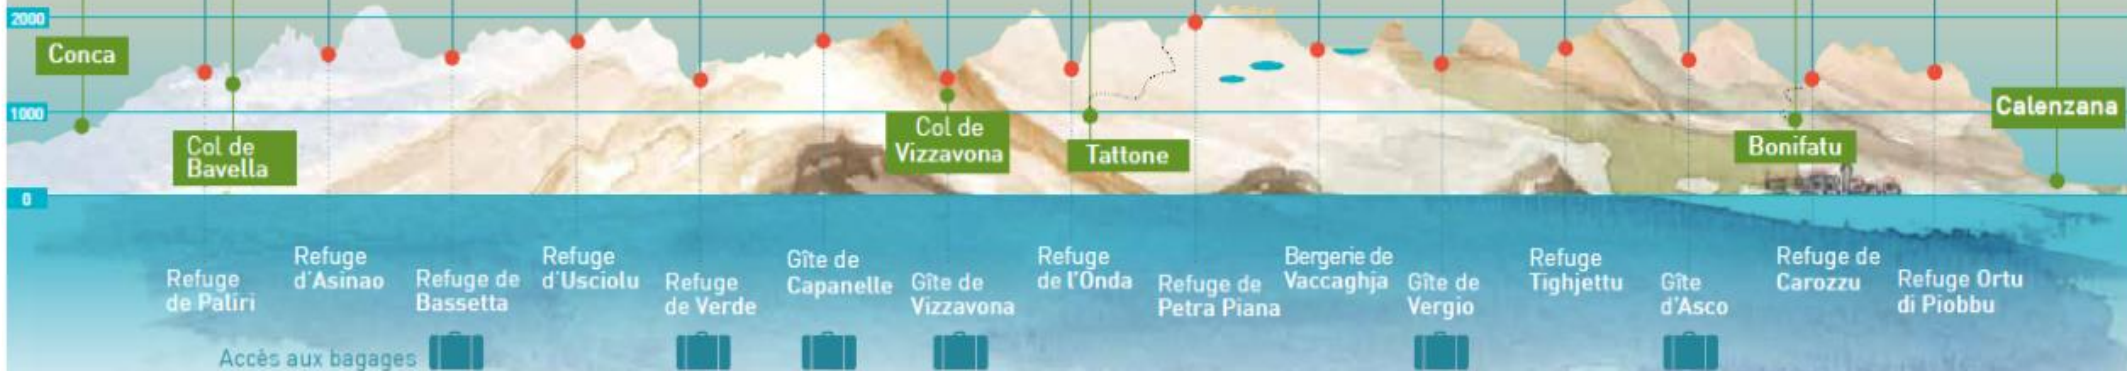 2000
Conca
1000
Col de
Bavella
Col de
Vizzavona
Tattone
Bonifatu
Calenzana
0
Refuge
de Paliri
Refuge
d'Asinao
Refuge de
Bassetta
Refuge
d'Usciolu
Refuge
de Verde
Gîte de
Capanelle
Gîte de
Vizzavona
Refuge
de l'Onda
Refuge de
Petra Piana
Bergerie de
Vaccaghja
Gîte de
Vergio
Refuge
Tighjettu
Gîte
d'Asco
Refuge de
Carozzu
Refuge Ortu
di Piobbu
Accès aux bagages